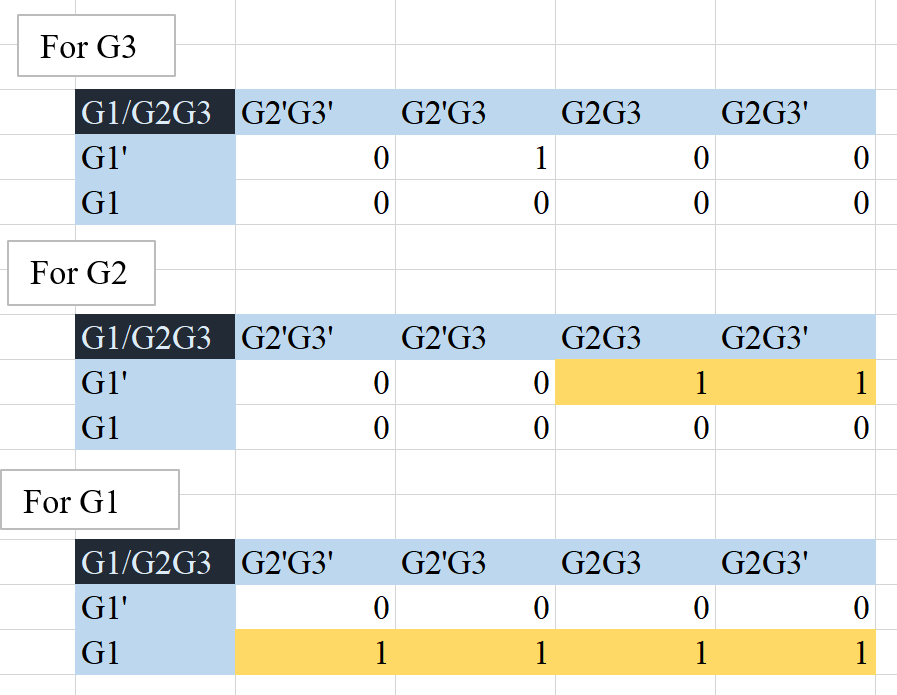 For G3
G1/G2G3 G2'G3' G2'G3 G2G3 G2G3'
G1' 0 1 0 0
G1 0 0 0 0
For G2
G1/G2G3 G2'G3' G2'G3 G2G3 G2G3'
G1' 0 0 1 1
G1 0 0 0 0
For G1
G1/G2G3 G2'G3' G2'G3 G2G3 G2G3'
G1' 0 0 0 0
G1 1 1 1 1